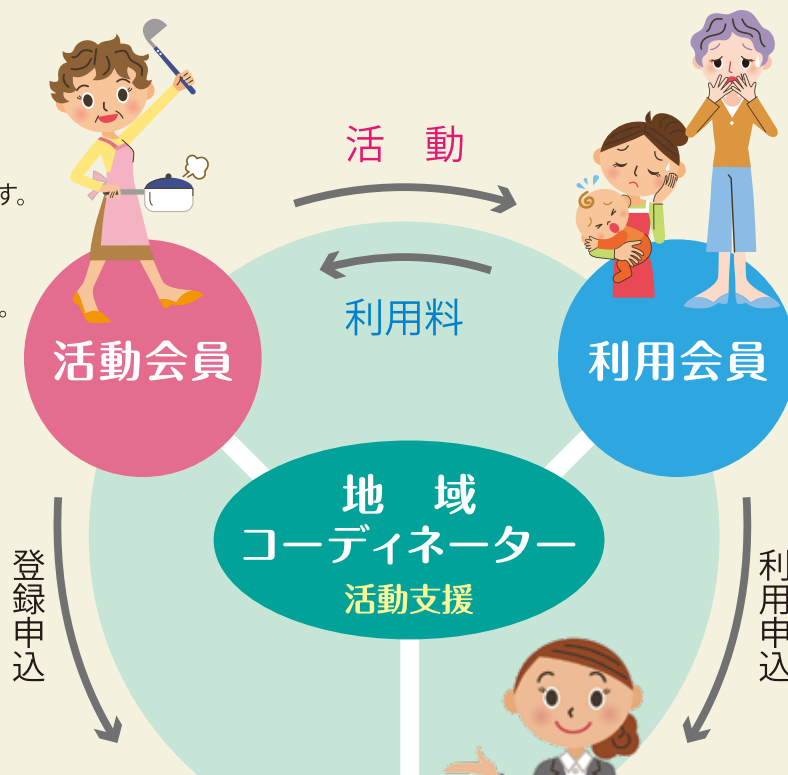 活　動
す。
。
利用料
活動会員
利用会員
地　域
コーディネーター
活動支援
登録申込
利用申込